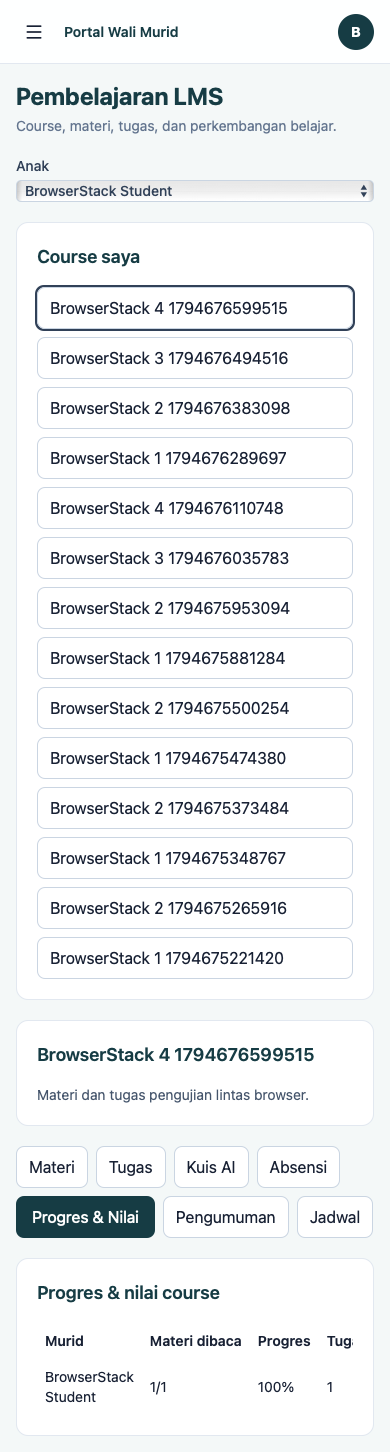 Portal Wali Murid
B
Pembelajaran LMS
Course, materi, tugas, dan perkembangan belajar.
Anak
BrowserStack Student
Course saya
BrowserStack 4 1794676599515
BrowserStack 3 1794676494516
BrowserStack 2 1794676383098
BrowserStack 1 1794676289697
BrowserStack 4 1794676110748
BrowserStack 3 1794676035783
BrowserStack 2 1794675953094
BrowserStack 1 1794675881284
BrowserStack 2 1794675500254
BrowserStack 1 1794675474380
BrowserStack 2 1794675373484
BrowserStack 1 1794675348767
BrowserStack 2 1794675265916
BrowserStack 1 1794675221420
BrowserStack 4 1794676599515
Materi dan tugas pengujian lintas browser.
Materi Tugas Kuis AI Absensi
Progres & Nilai Pengumuman Jadwal
Progres & nilai course
Murid Materi dibaca Progres
BrowserStack Student 1/1 100% 1